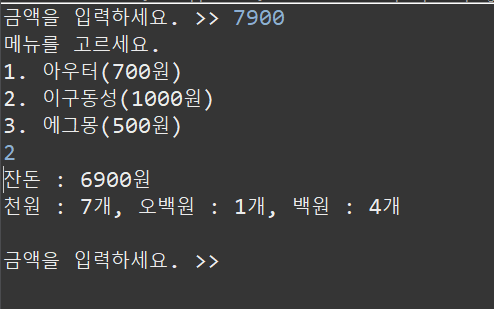 금액을 입력하세요. >> 7900
메뉴를 고르세요.
1. 아우터(700원)
2. 이구동성(1000원)
3. 에그몽(500원)
2
잔돈 : 6900원
천원 : 7개, 오백원 : 1개, 백원 : 4개
금액을 입력하세요. >>